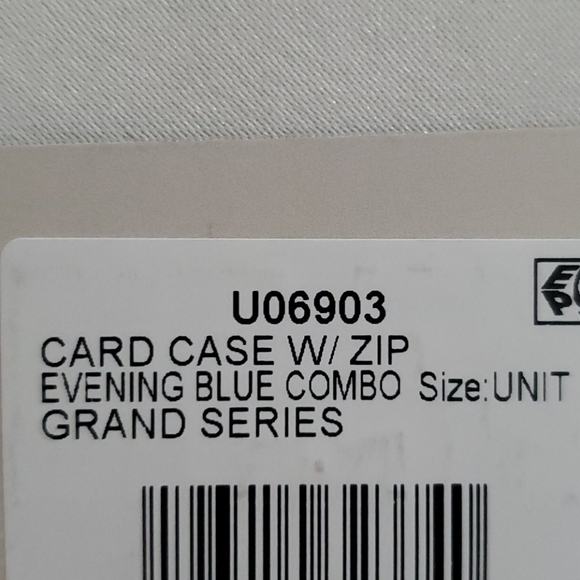 U06903
CARD CASE W/ ZIP
EVENING BLUE COMBO Size:UNIT
GRAND SERIES